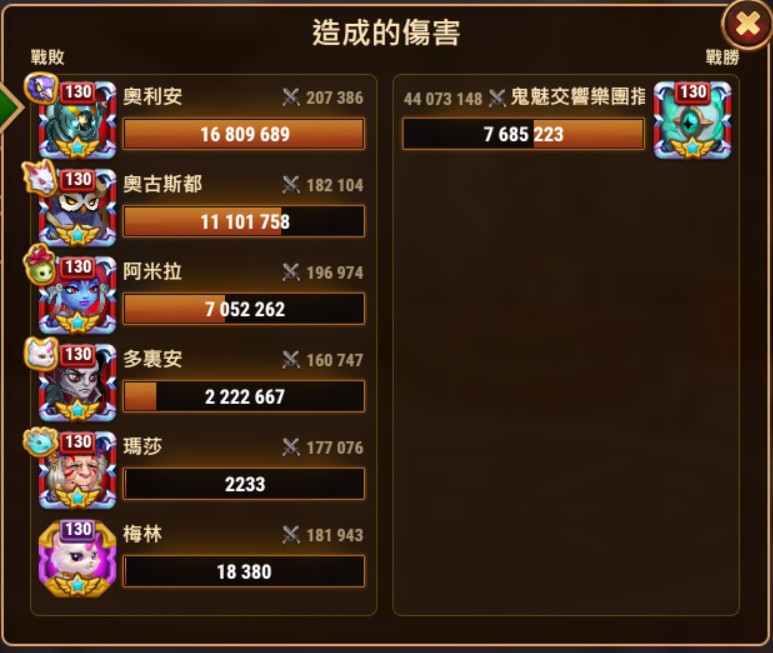 造成的傷害
戰敗
戰勝
130
奧利安
207 386
16 809 689
130
奧古斯都
182 104
11 101 758
130
阿米拉
196 974
7 052 262
130
多裏安
160 747
2 222 667
130
瑪莎
177 076
2233
130
梅林
181 943
18 380
44 073 148
鬼魅交響樂團指
130
7 685 223